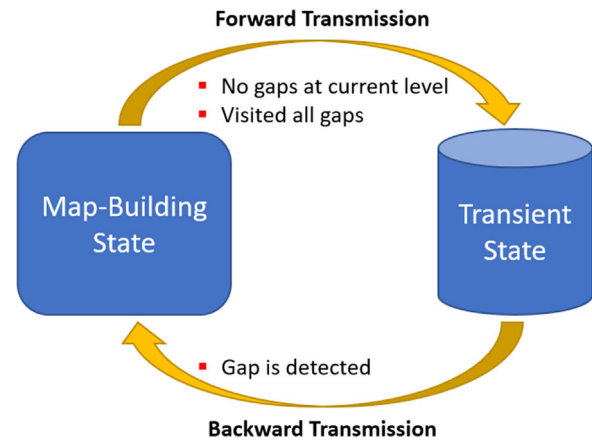 Forward Transmission
No gaps at current level
Visited all gaps
Map-Building
State
Transient
State
Gap is detected
Backward Transmission